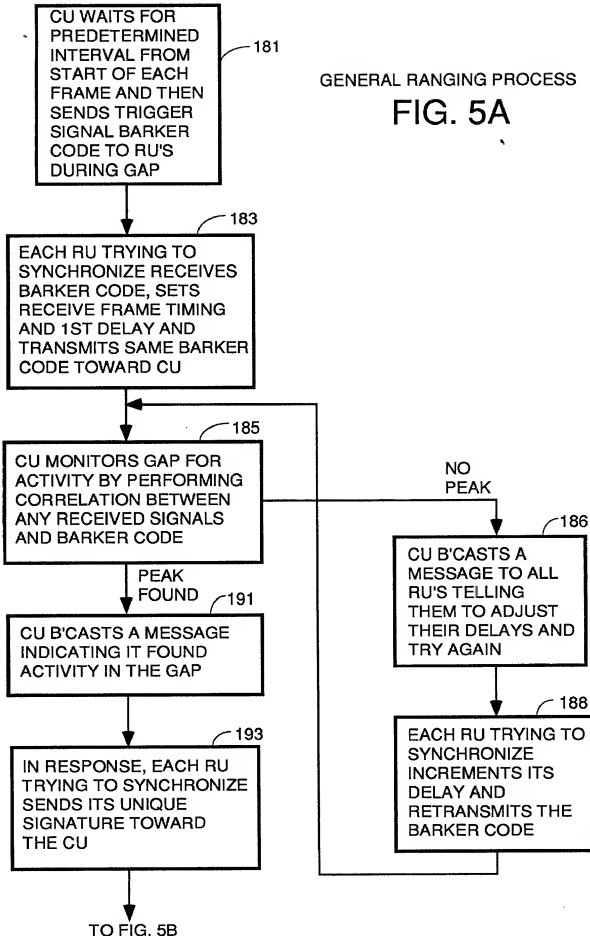 CU WAITS FOR
PREDETERMINED
INTERVAL FROM
START OF EACH
FRAME AND THEN
SENDS TRIGGER
SIGNAL BARKER
CODE TO RU'S
DURING GAP
181
GENERAL RANGING PROCESS
FIG. 5A
183
EACH RU TRYING TO
SYNCHRONIZE RECEIVES
BARKER CODE, SETS
RECEIVE FRAME TIMING
AND 1ST DELAY AND
TRANSMITS SAME BARKER
CODE TOWARD CU
185
CU MONITORS GAP FOR
ACTIVITY BY PERFORMING
CORRELATION BETWEEN
ANY RECEIVED SIGNALS
AND BARKER CODE
NO
PEAK
186
CU B'CASTS A
MESSAGE TO ALL
RU'S TELLING
THEM TO ADJUST
THEIR DELAYS AND
TRY AGAIN
PEAK
FOUND
191
CU B'CASTS A MESSAGE
INDICATING IT FOUND
ACTIVITY IN THE GAP
188
EACH RU TRYING TO
SYNCHRONIZE
INCREMENTS ITS
DELAY AND
RETRANSMITS THE
BARKER CODE
193
IN RESPONSE, EACH RU
TRYING TO SYNCHRONIZE
SENDS ITS UNIQUE
SIGNATURE TOWARD
THE CU
TO FIG. 5B